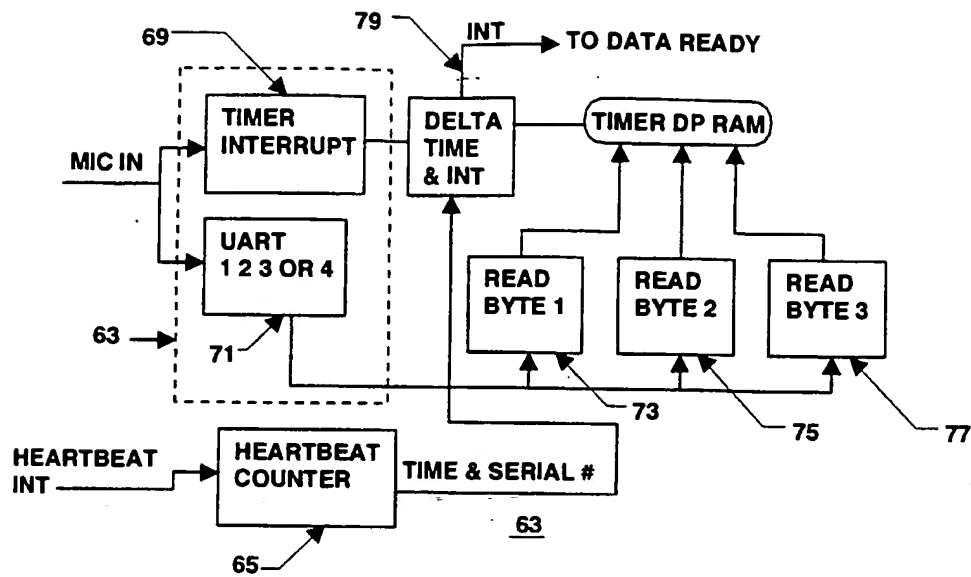 79
INT
TO DATA READY
69
TIMER
INTERRUPT
DELTA
TIME
& INT
TIMER DP RAM
MIC IN
UART
1 2 3 OR 4
READ
BYTE 1
READ
BYTE 2
READ
BYTE 3
63
71
73
75
77
HEARTBEAT
INT
HEARTBEAT
COUNTER
TIME & SERIAL #
63
65